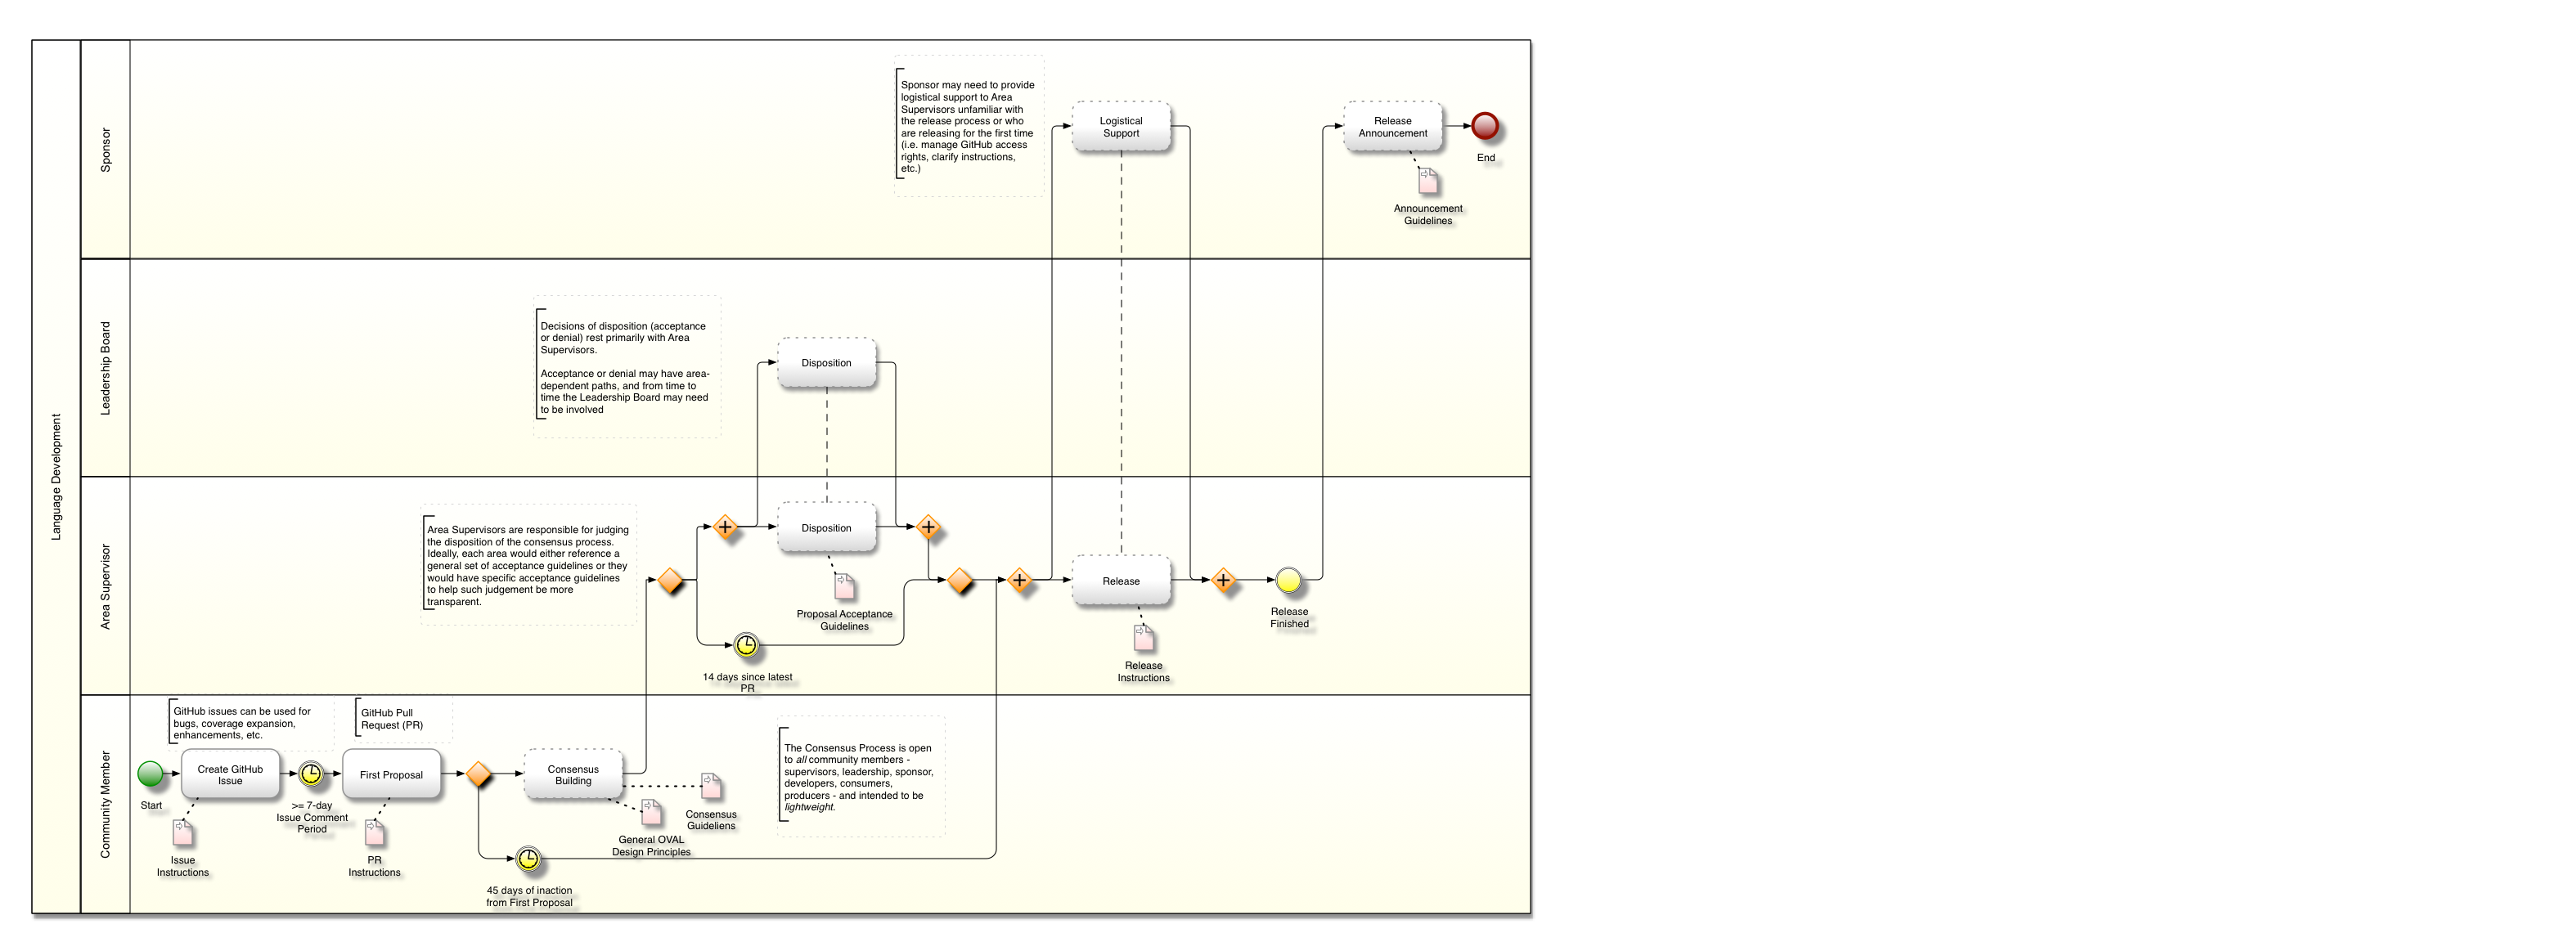 Language Development
Sponsor
Sponsor may need to provide
logistical support to Area
Supervisors unfamiliar with
the release process or who
are releasing for the first time
(i.e. manage GitHub access
rights, clarify instructions,
etc.)
Logistical
Support
Release
Announcement
End
Announcement
Guidelines
Leadership Board
Decisions of disposition (acceptance
or denial) rest primarily with Area
Supervisors.
Acceptance or denial may have area-
dependent paths, and from time to
time the Leadership Board may need
to be involved
Disposition
Area Supervisor
Area Supervisors are responsible for judging
the disposition of the consensus process.
Ideally, each area would either reference a
general set of acceptance guidelines or they
would have specific acceptance guidelines
to help such judgement be more
transparent.
Disposition
Proposal Acceptance
Guidelines
14 days since latest
PR
Release
Release
Instructions
Release
Finished
Community Member
GitHub issues can be used for
bugs, coverage expansion,
enhancements, etc.
GitHub Pull
Request (PR)
Start
Create GitHub
Issue
Issue
Instructions
>= 7-day
Issue Comment
Period
First Proposal
PR
Instructions
Consensus
Building
Consensus
Guideliens
General OVAL
Design Principles
45 days of inaction
from First Proposal
The Consensus Process is open
to all community members -
supervisors, leadership, sponsor,
developers, consumers,
producers - and intended to be
lightweight.